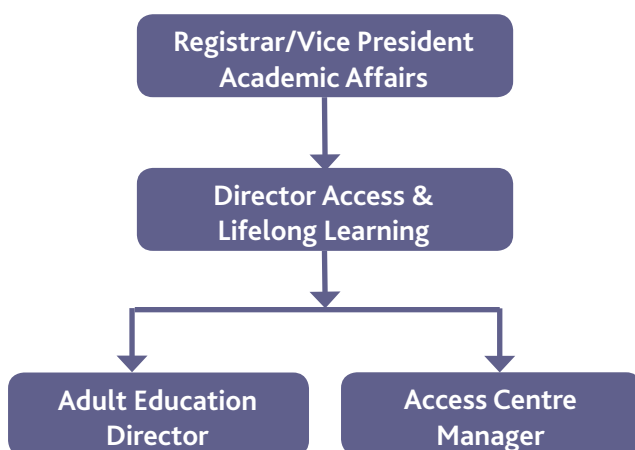 Registrar/Vice President
Academic Affairs
Director Access &
Lifelong Learning
Adult Education
Director
Access Centre
Manager